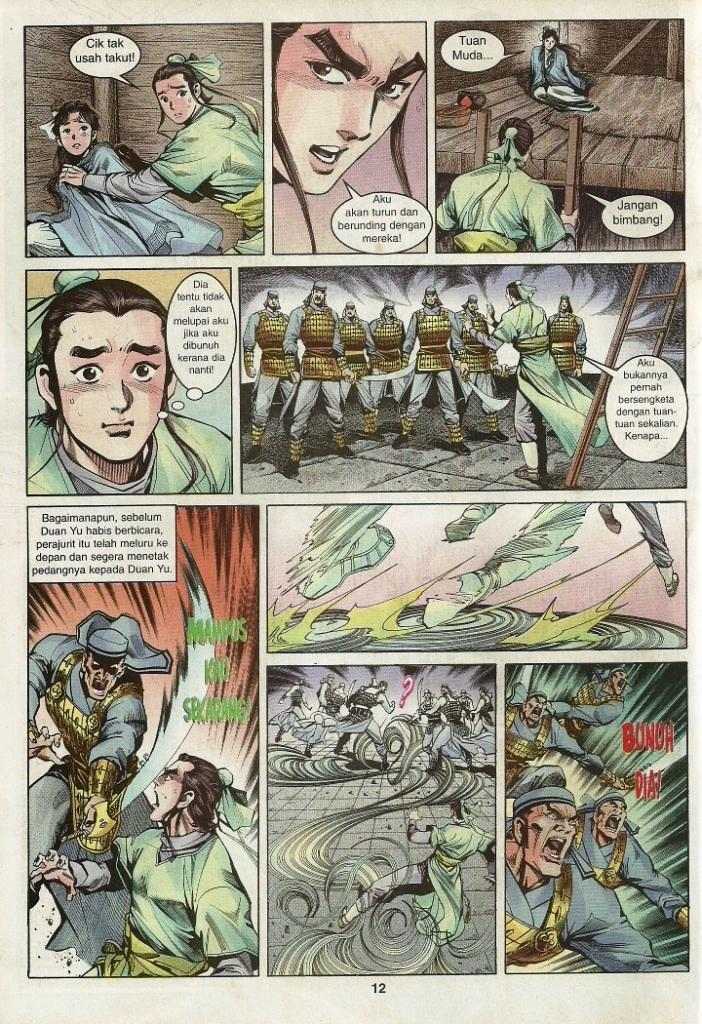 Cik tak
usah takut!
Aku
akan turun dan
berunding dengan
mereka!
Tuan
Muda...
Jangan
bimbang!
Dia
tentu tidak
akan
melupai aku
jika aku
dibunuh
kerana dia
nanti!
Aku
bukannya
pernah
bersengketa
dengan tuan-
tuan sekalian.
Kenapa...
Bagaimanapun, sebelum
Duan Yu habis berbicara,
perajurit itu telah meluru ke
depan dan segera menetak
pedangnya kepada Duan Yu.
MAMPUS
KAU
SEKARANG!
?
BUNUH
DIA!
12